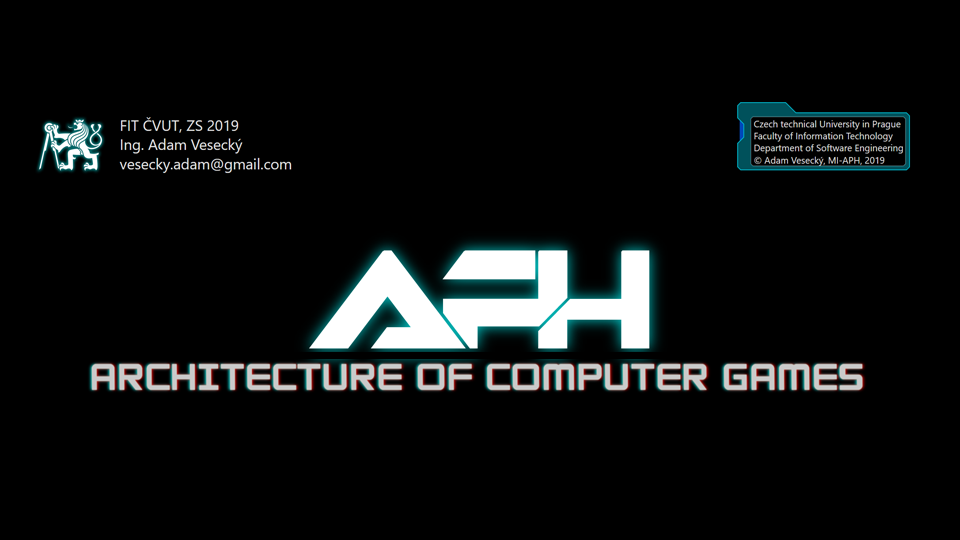 FIT ČVUT, ZS 2019
Ing. Adam Vesecký
vesecky.adam@gmail.com
Czech technical University in Prague
Faculty of Information Technology
Department of Software Engineering
© Adam Vesecký, MI-APH, 2019
APH
ARCHITECTURE OF COMPUTER GAMES